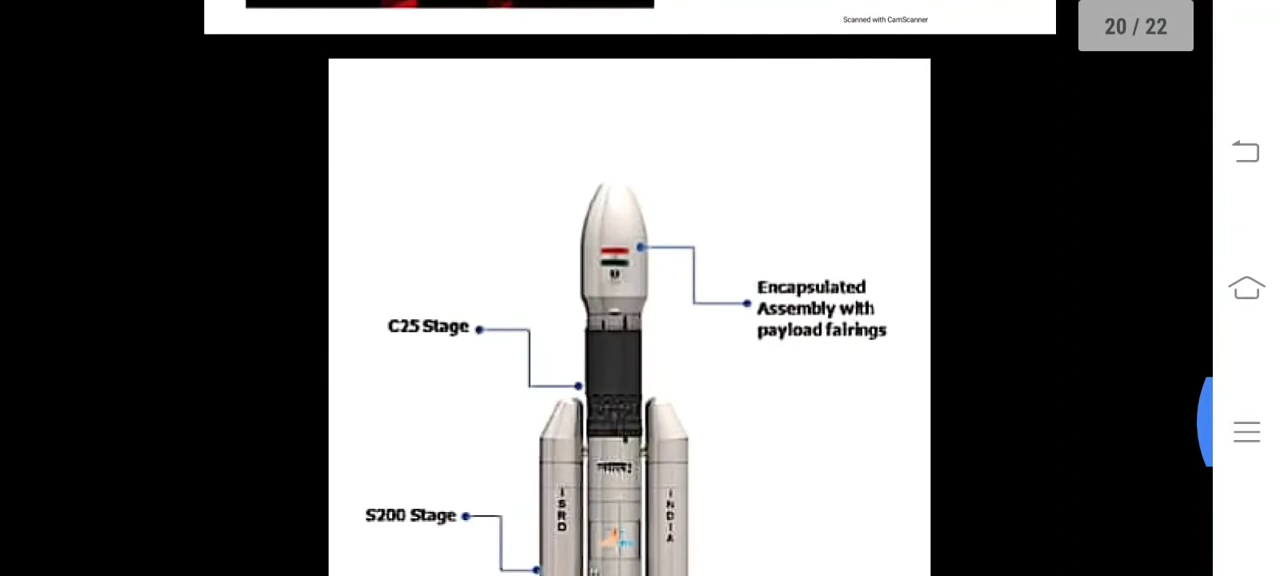 Scanned with CamScanner
20 / 22
Encapsulated
Assembly with
payload fairings
C25 Stage
S200 Stage
ISRO
INDIA